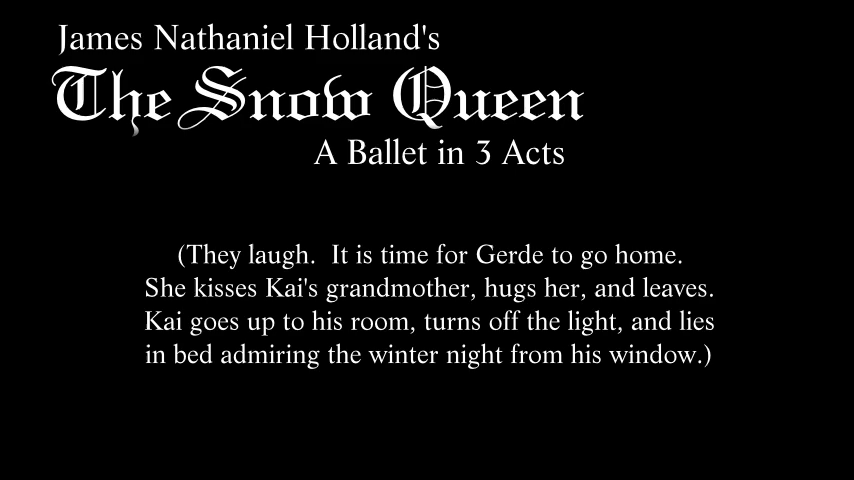 James Nathaniel Holland's
The Snow Queen
A Ballet in 3 Acts
(They laugh.  It is time for Gerde to go home.
She kisses Kai's grandmother, hugs her, and leaves.
Kai goes up to his room, turns off the light, and lies
in bed admiring the winter night from his window.)